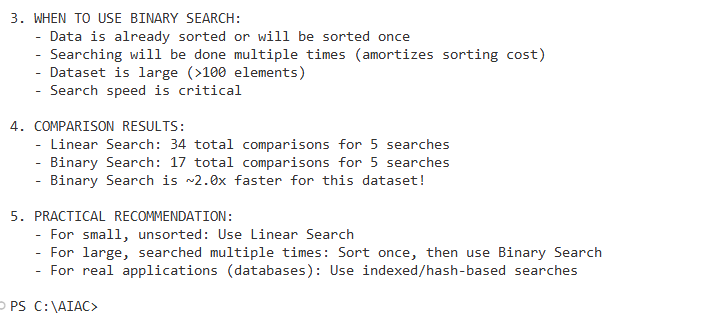 3. WHEN TO USE BINARY SEARCH:
- Data is already sorted or will be sorted once
- Searching will be done multiple times (amortizes sorting cost)
- Dataset is large (>100 elements)
- Search speed is critical
4. COMPARISON RESULTS:
- Linear Search: 34 total comparisons for 5 searches
- Binary Search: 17 total comparisons for 5 searches
- Binary Search is ~2.0x faster for this dataset!
5. PRACTICAL RECOMMENDATION:
- For small, unsorted: Use Linear Search
- For large, searched multiple times: Sort once, then use Binary Search
- For real applications (databases): Use indexed/hash-based searches
PS C:\AIAC>